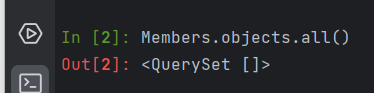 In [2]: Members.objects.all()
Out[2]: <QuerySet []>